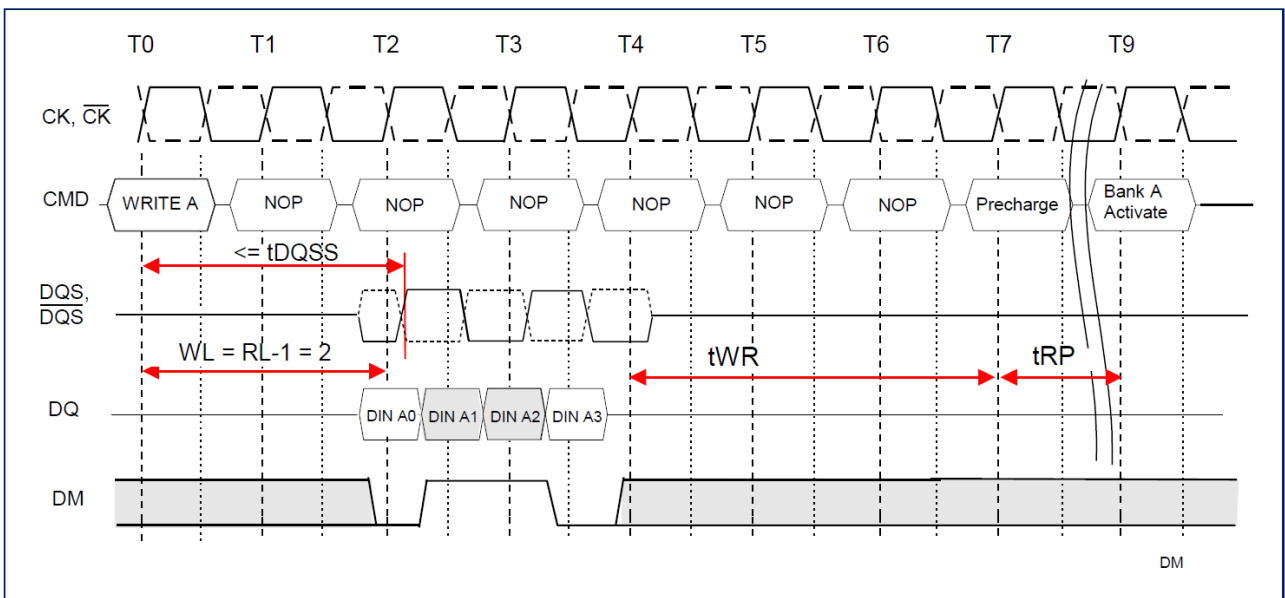 T0 T1 T2 T3 T4 T5 T6 T7 T9
CK, CK
CMD WRITE A NOP NOP NOP NOP NOP NOP Precharge Bank A
Activate
<= tDQSS
DQS,
DQS
WL = RL-1 = 2 tWR tRP
DQ DIN A0 DIN A1 DIN A2 DIN A3
DM
DM